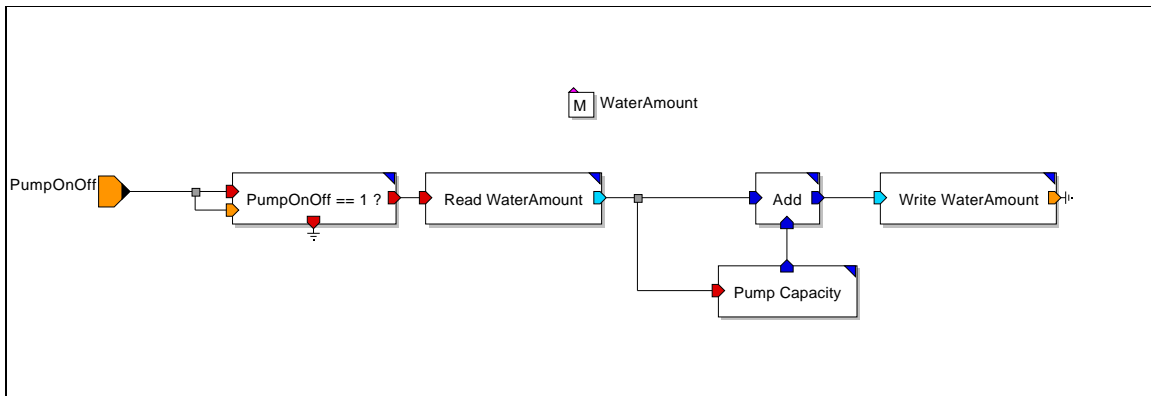 M WaterAmount
PumpOnOff
PumpOnOff == 1 ?
Read WaterAmount
Add
Write WaterAmount
Pump Capacity